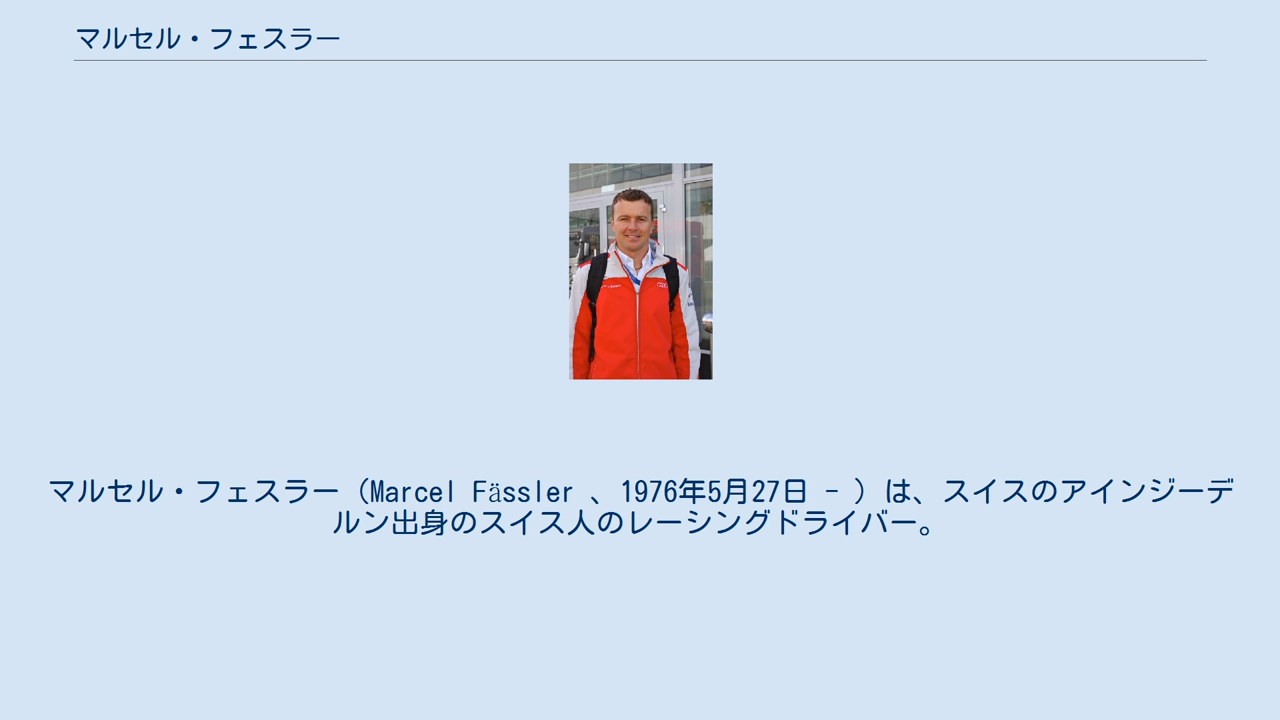 マルセル・フェスラー
マルセル・フェスラー（Marcel Fässler 、1976年5月27日 - ）は、スイスのアインジーデ
ルン出身のスイス人のレーシングドライバー。